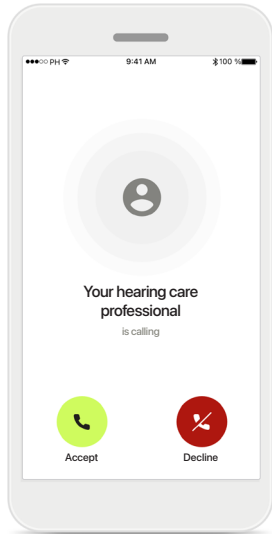 PH 9:41 AM 100 %
Your hearing care
professional
is calling
Accept Decline